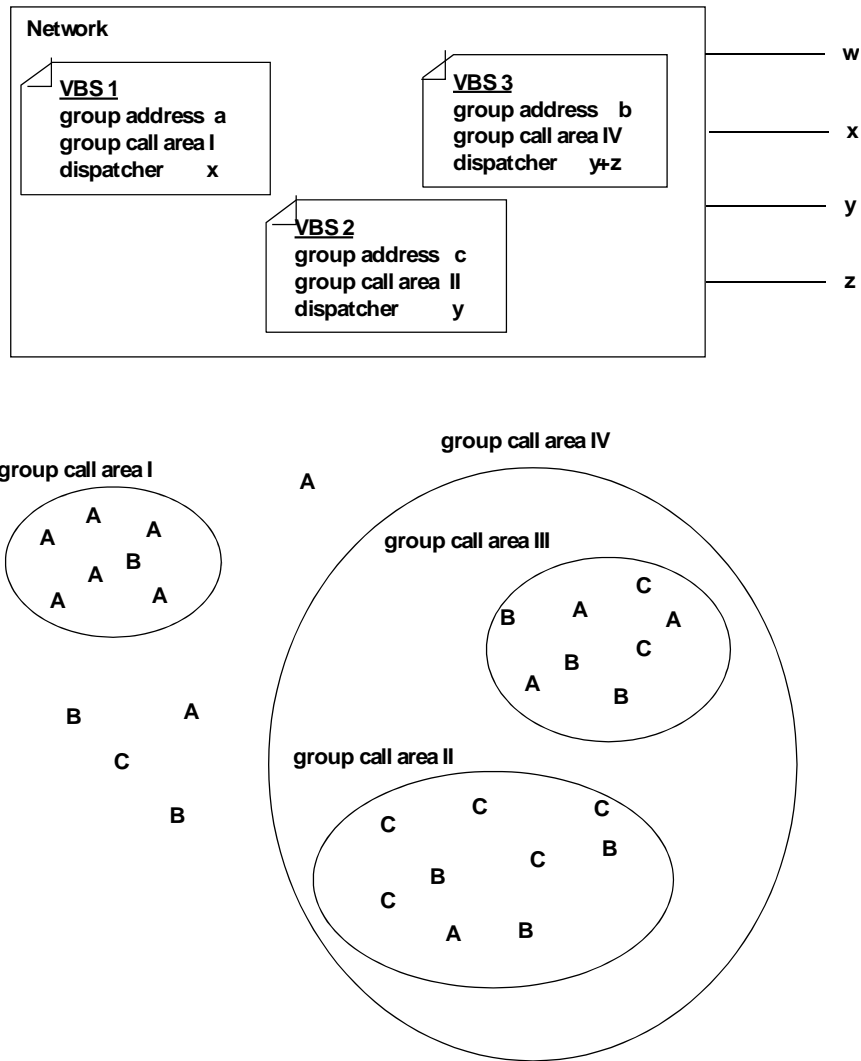 Network
w
VBS 1
group address a
group call area I
dispatcher x
VBS 3
group address b
group call area IV
dispatcher y+z
x
VBS 2
group address c
group call area II
dispatcher y
y
z
group call area IV
group call area I
A
A
A
A
A
B
A
A
group call area III
C
B
A
A
C
B
A
B
B
A
C
B
group call area II
C
C
C
C
B
B
C
A
B